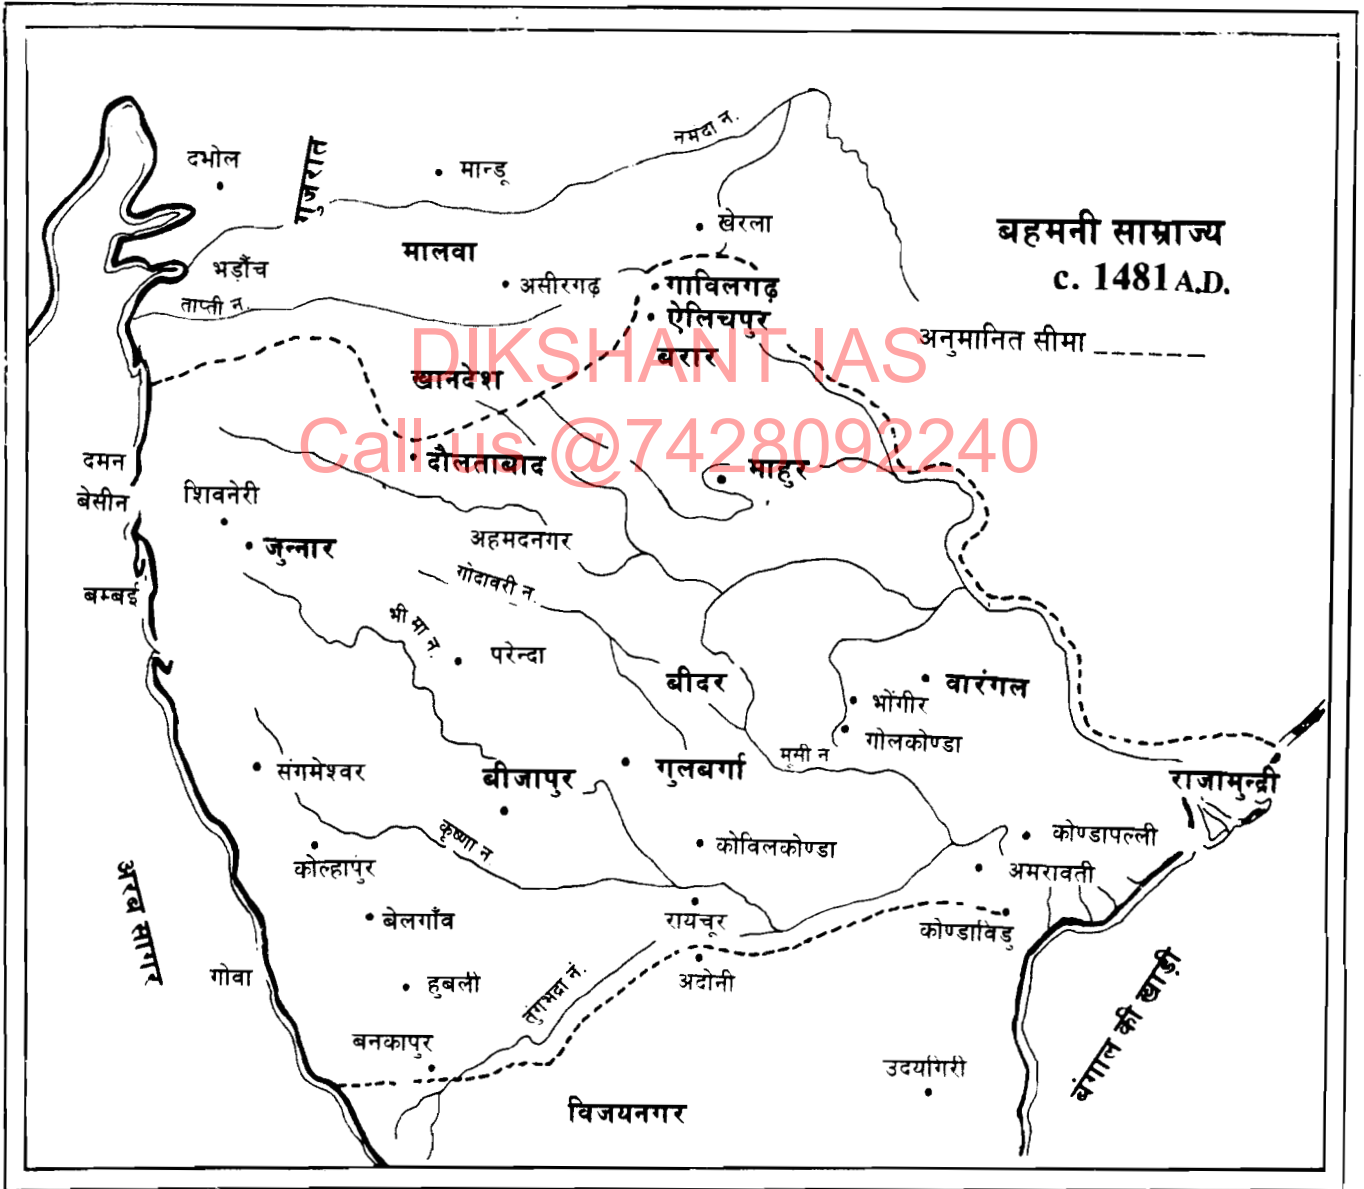 नर्मदा न.
दभोल
गुजरात
मान्डू
खेरला
बहमनी साम्राज्य
c. 1481 A.D.
मालवा
भड़ौंच
असीरगढ़
गाविलगढ़
ताप्ती न.
ऐलिचपुर
अनुमानित सीमा
DIKSHANT IAS
बरार
खानदेश
Call us @7428092240
दमन
दौलताबाद
माहुर
बेसीन
शिवनेरी
जुन्नार
अहमदनगर
गोदावरी न.
बम्बई
भीमा न.
परेन्दा
बीदर
वारंगल
भोंगीर
गोलकोण्डा
मूसी न
संगमेश्वर
बीजापुर
गुलबर्गा
राजामुन्द्री
कृष्णा न
कोविलकोण्डा
कोण्डापल्ली
कोल्हापुर
अमरावती
अरब सागर
बेलगाँव
रायचूर
कोण्डाविडु
गोवा
हुबली
तुंगभद्रा नं.
अदोनी
बंगाल की खाड़ी
बनकापुर
उदयगिरी
विजयनगर